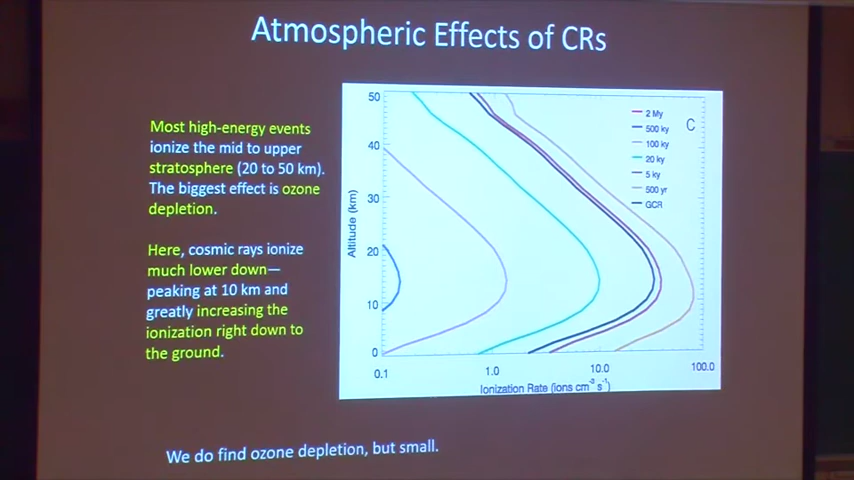 Atmospheric Effects of CRs
Most high-energy events
ionize the mid to upper
stratosphere (20 to 50 km).
The biggest effect is ozone
depletion.
Here, cosmic rays ionize
much lower down—
peaking at 10 km and
greatly increasing the
ionization right down to
the ground.
50
40
30
20
10
0
Altitude (km)
2 My
500 ky
100 ky
20 ky
5 ky
500 yr
GCR
C
0.1
1.0
10.0
100.0
Ionization Rate (ions cm⁻³ s⁻¹)
We do find ozone depletion, but small.